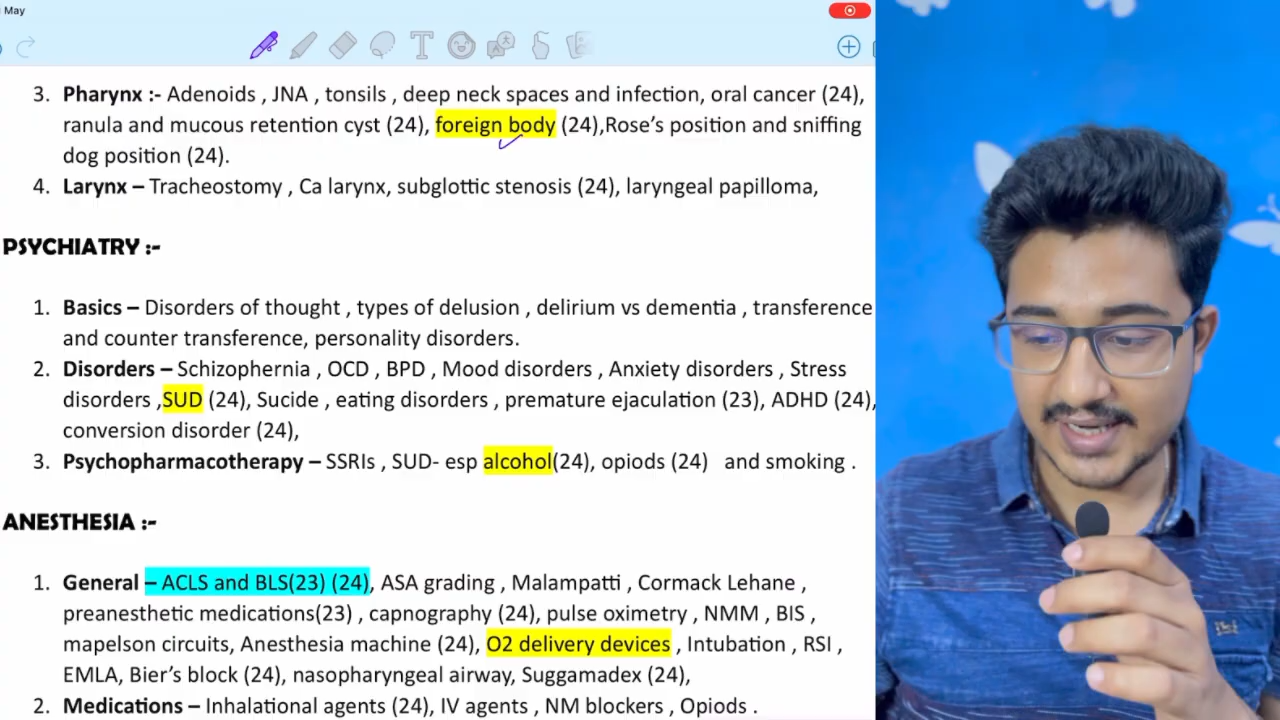 May
3. Pharynx :- Adenoids , JNA , tonsils , deep neck spaces and infection, oral cancer (24),
ranula and mucous retention cyst (24), foreign body (24),Rose's position and sniffing
dog position (24).
4. Larynx – Tracheostomy , Ca larynx, subglottic stenosis (24), laryngeal papilloma,
PSYCHIATRY :-
1. Basics – Disorders of thought , types of delusion , delirium vs dementia , transference
and counter transference, personality disorders.
2. Disorders – Schizophernia , OCD , BPD , Mood disorders , Anxiety disorders , Stress
disorders ,SUD (24), Sucide , eating disorders , premature ejaculation (23), ADHD (24),
conversion disorder (24),
3. Psychopharmacotherapy – SSRIs , SUD- esp alcohol(24), opiods (24) and smoking .
ANESTHESIA :-
1. General – ACLS and BLS(23) (24), ASA grading , Malampatti , Cormack Lehane ,
preanesthetic medications(23) , capnography (24), pulse oximetry , NMM , BIS ,
mapelson circuits, Anesthesia machine (24), O2 delivery devices , Intubation , RSI ,
EMLA, Bier's block (24), nasopharyngeal airway, Suggamadex (24),
2. Medications – Inhalational agents (24), IV agents , NM blockers , Opiods .